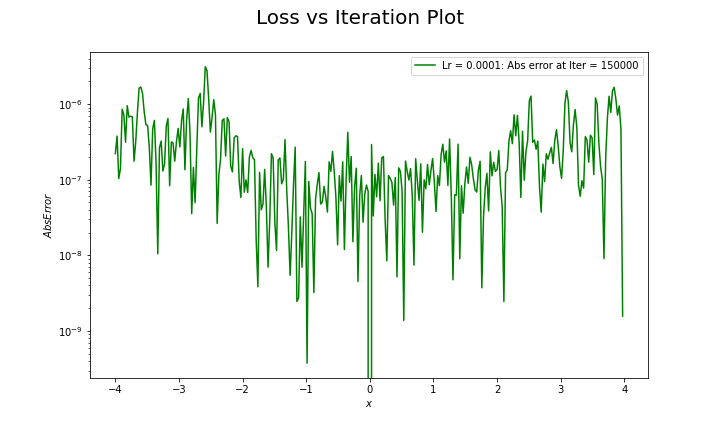 Loss vs Iteration Plot
Lr = 0.0001: Abs error at Iter = 150000
AbsError
10⁻⁶
10⁻⁷
10⁻⁸
10⁻⁹
−4 −3 −2 −1 0 1 2 3 4
x